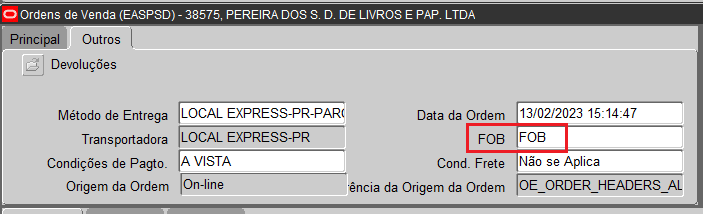 Ordens de Venda (EASPSD) - 38575, PEREIRA DOS S. D. DE LIVROS E PAP. LTDA
Principal Outros
Devoluções
Método de Entrega LOCAL EXPRESS-PR-PAR Data da Ordem 13/02/2023 15:14:47
Transportadora LOCAL EXPRESS-PR FOB FOB
Condições de Pagto. A VISTA Cond. Frete Não se Aplica
Origem da Ordem On-line rência da Origem da Ordem OE_ORDER_HEADERS_AL